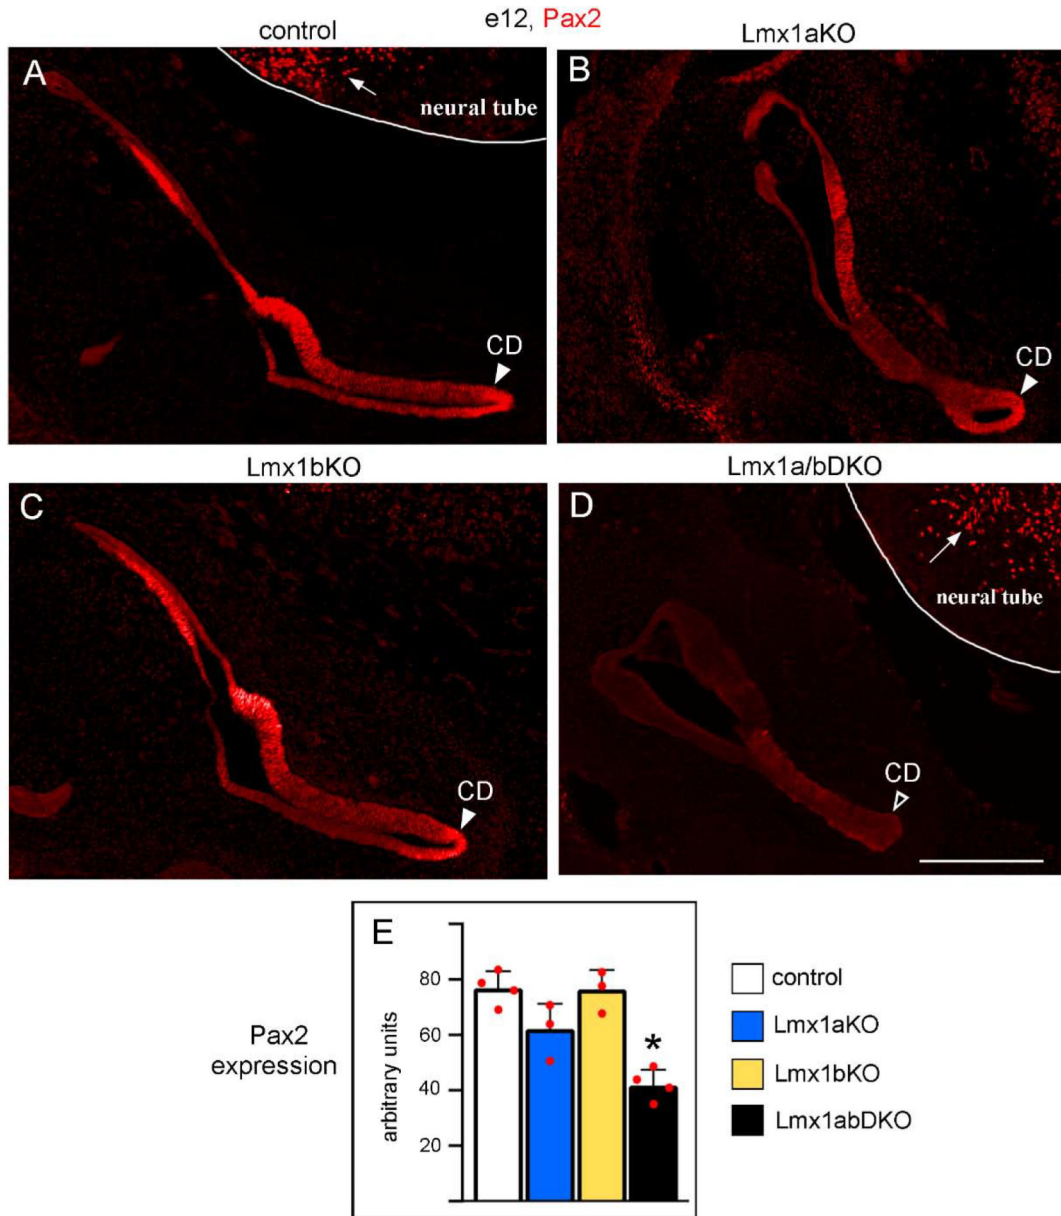 e12, Pax2
control
Lmx1aKO
A
neural tube
CD
B
CD
Lmx1bKO
Lmx1a/bDKO
C
CD
D
neural tube
CD
E
Pax2
expression
arbitrary units
80
60
40
20
*
control
Lmx1aKO
Lmx1bKO
Lmx1abDKO